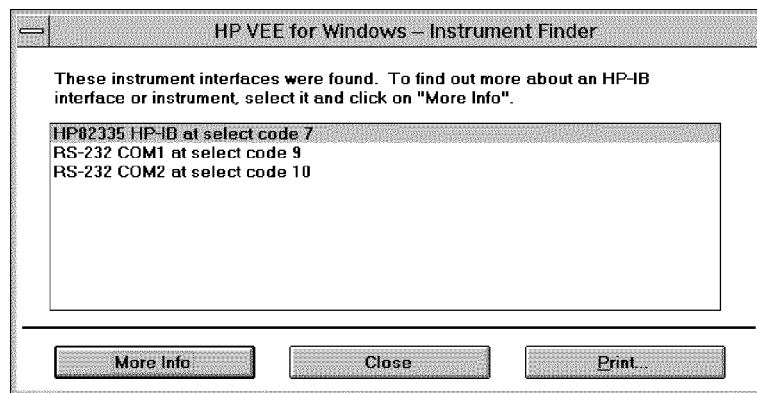 HP VEE for Windows – Instrument Finder
These instrument interfaces were found. To find out more about an HP-IB
interface or instrument, select it and click on "More Info".
HP82335 HP-IB at select code 7
RS-232 COM1 at select code 9
RS-232 COM2 at select code 10
More Info Close Print...